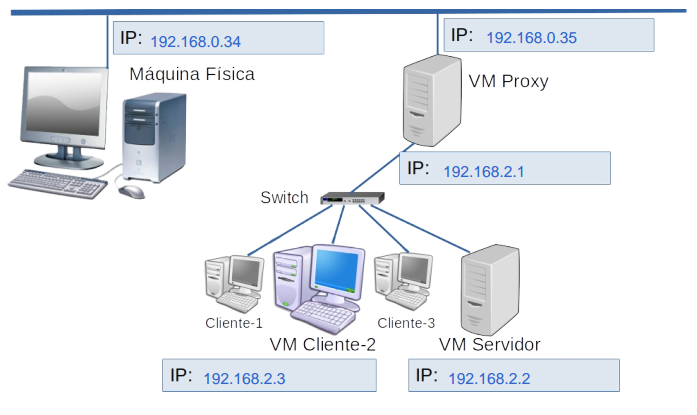 IP: 192.168.0.34
IP: 192.168.0.35
Máquina Física
VM Proxy
IP: 192.168.2.1
Switch
Cliente-1
Cliente-3
VM Cliente-2
VM Servidor
IP: 192.168.2.3
IP: 192.168.2.2